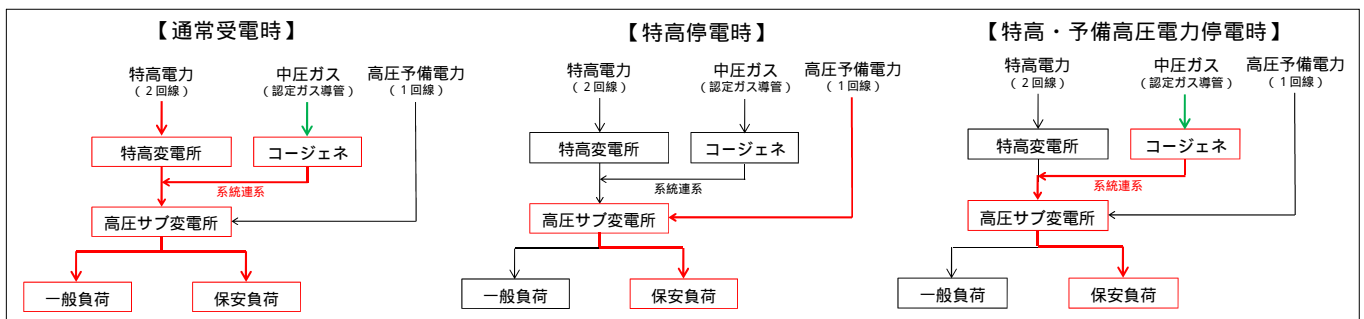 【通常受電時】
特高電力
（２回線）
中圧ガス
（認定ガス導管）
高圧予備電力
（１回線）
特高変電所
コージェネ
系統連系
高圧サブ変電所
一般負荷
保安負荷
【特高停電時】
特高電力
（２回線）
中圧ガス
（認定ガス導管）
高圧予備電力
（１回線）
特高変電所
コージェネ
系統連系
高圧サブ変電所
一般負荷
保安負荷
【特高・予備高圧電力停電時】
特高電力
（２回線）
中圧ガス
（認定ガス導管）
高圧予備電力
（１回線）
特高変電所
コージェネ
系統連系
高圧サブ変電所
一般負荷
保安負荷